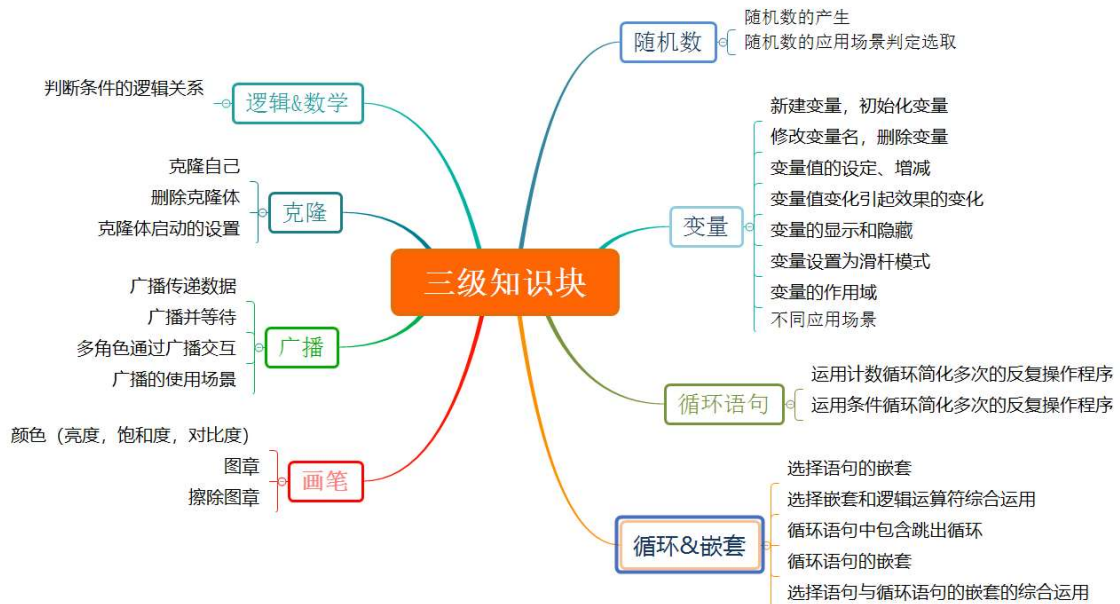 三级知识块
随机数
随机数的产生
随机数的应用场景判定选取
变量
新建变量，初始化变量
修改变量名，删除变量
变量值的设定、增减
变量值变化引起效果的变化
变量的显示和隐藏
变量设置为滑杆模式
变量的作用域
不同应用场景
循环语句
运用计数循环简化多次的反复操作程序
运用条件循环简化多次的反复操作程序
循环&嵌套
选择语句的嵌套
选择嵌套和逻辑运算符综合运用
循环语句中包含跳出循环
循环语句的嵌套
选择语句与循环语句的嵌套的综合运用
逻辑&数学
判断条件的逻辑关系
克隆
克隆自己
删除克隆体
克隆体启动的设置
广播
广播传递数据
广播并等待
多角色通过广播交互
广播的使用场景
画笔
颜色（亮度，饱和度，对比度）
图章
擦除图章